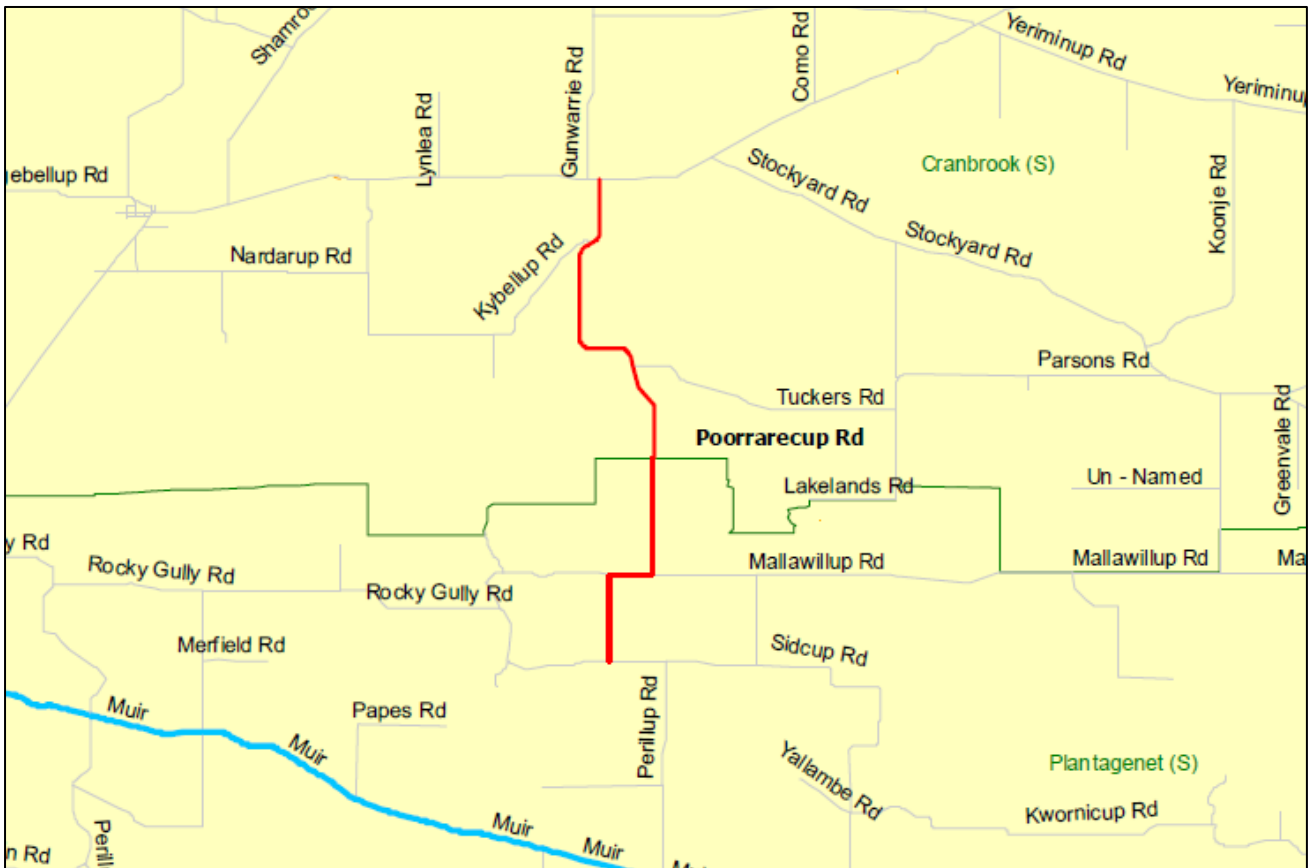 Shamroc
Gunwarrie Rd
Como Rd
Yeriminup Rd
Yeriminup
Lynlea Rd
ebellup Rd
Stockyard Rd
Cranbrook (S)
Koonje Rd
Nardarup Rd
Kybellup Rd
Stockyard Rd
Parsons Rd
Tuckers Rd
Greenvale Rd
Poorrarecup Rd
Lakelands Rd
Un - Named
y Rd
Rocky Gully Rd
Mallawillup Rd
Mallawillup Rd
Ma
Rocky Gully Rd
Merfield Rd
Sidcup Rd
Muir
Papes Rd
Perillup Rd
Muir
Yallambe Rd
Plantagenet (S)
Kwornicup Rd
Muir
Perill
n Rd
Muir